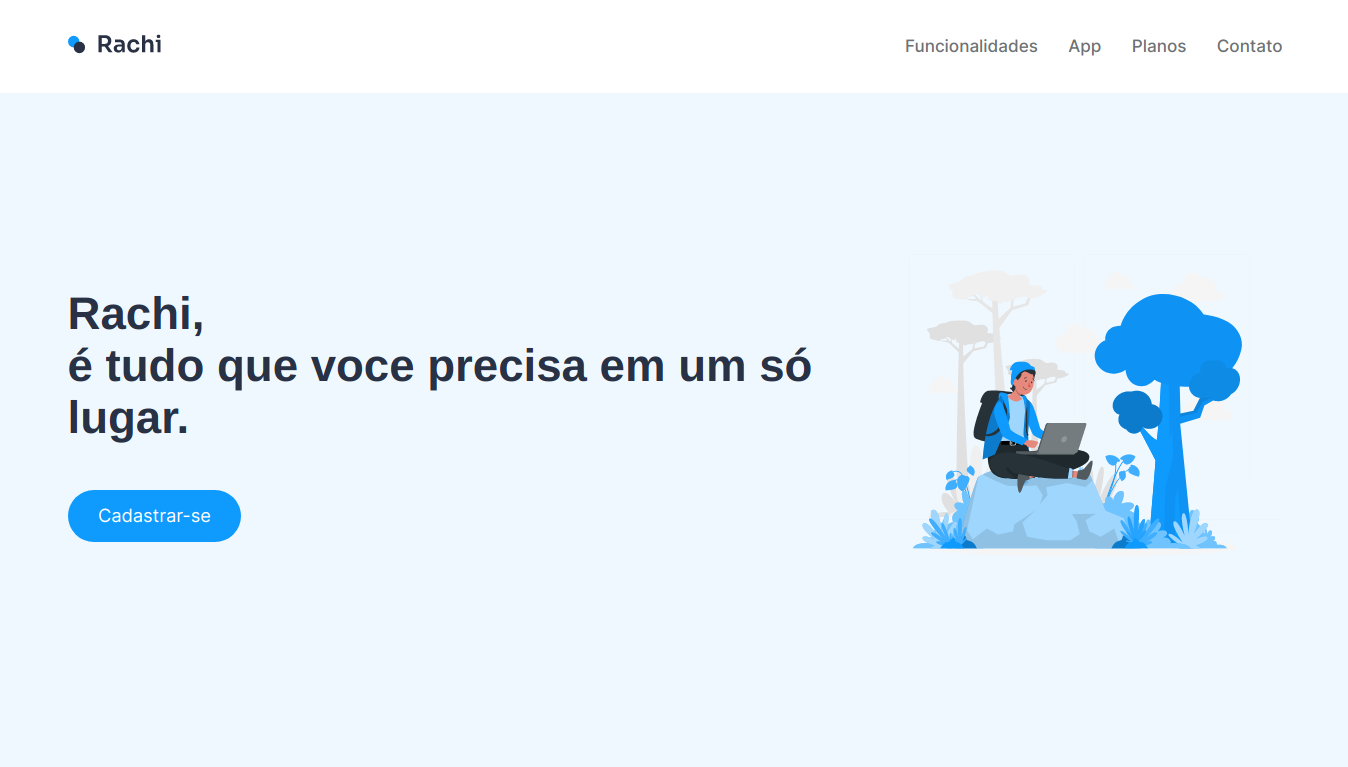 Rachi
Funcionalidades App Planos Contato
Rachi,
é tudo que voce precisa em um só
lugar.
Cadastrar-se